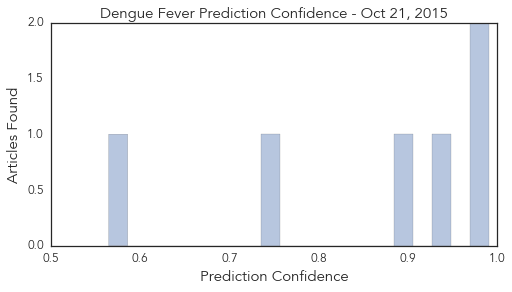 Dengue Fever Prediction Confidence - Oct 21, 2015
2.0
1.5
1.0
0.5
0.0
Articles Found
0.5 0.6 0.7 0.8 0.9 1.0
Prediction Confidence